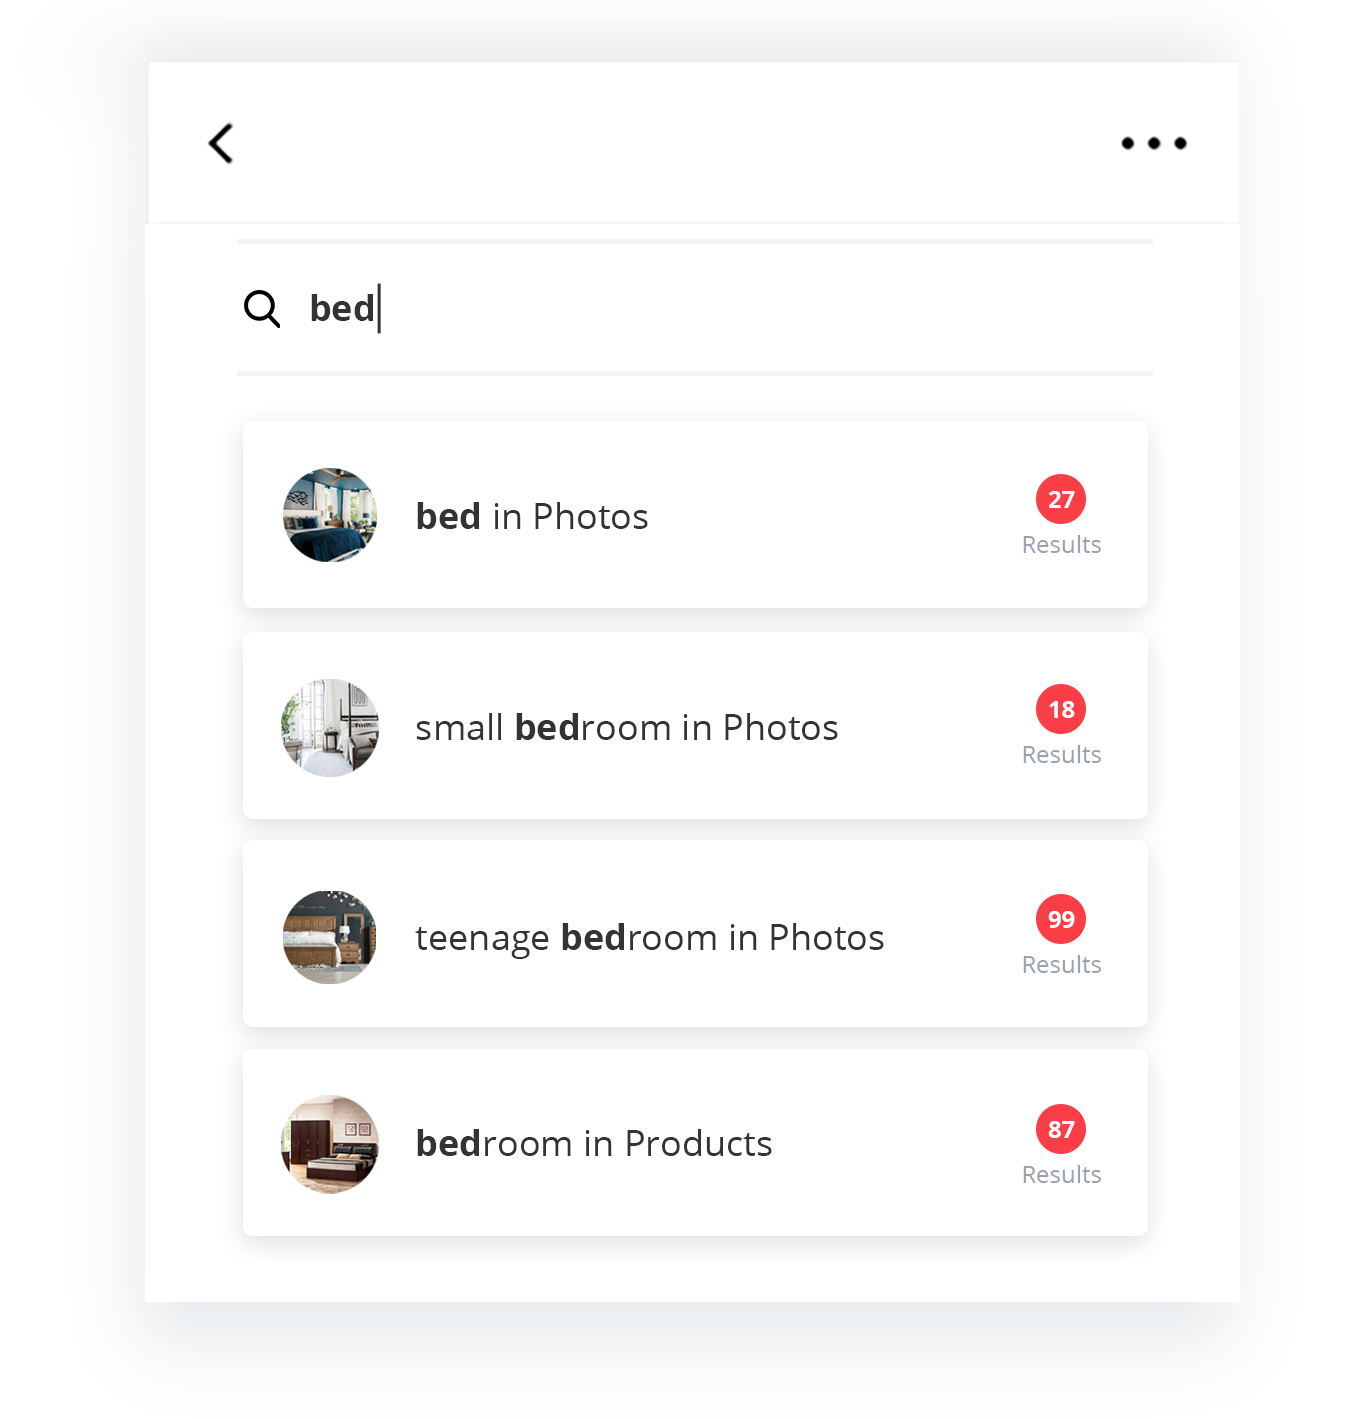 bed
bed in Photos
27
Results
small bedroom in Photos
18
Results
teenage bedroom in Photos
99
Results
bedroom in Products
87
Results